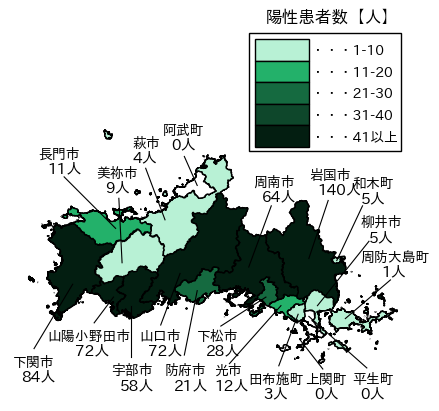 陽性患者数【人】
・・・1-10
・・・11-20
・・・21-30
・・・31-40
・・・41以上
阿武町
0人
萩市
4人
長門市
11人
美祢市
9人
周南市
64人
岩国市
140人
和木町
5人
柳井市
5人
周防大島町
1人
山陽小野田市
72人
山口市
72人
下松市
28人
下関市
84人
宇部市
58人
防府市
21人
光市
12人
田布施町
3人
上関町
0人
平生町
0人